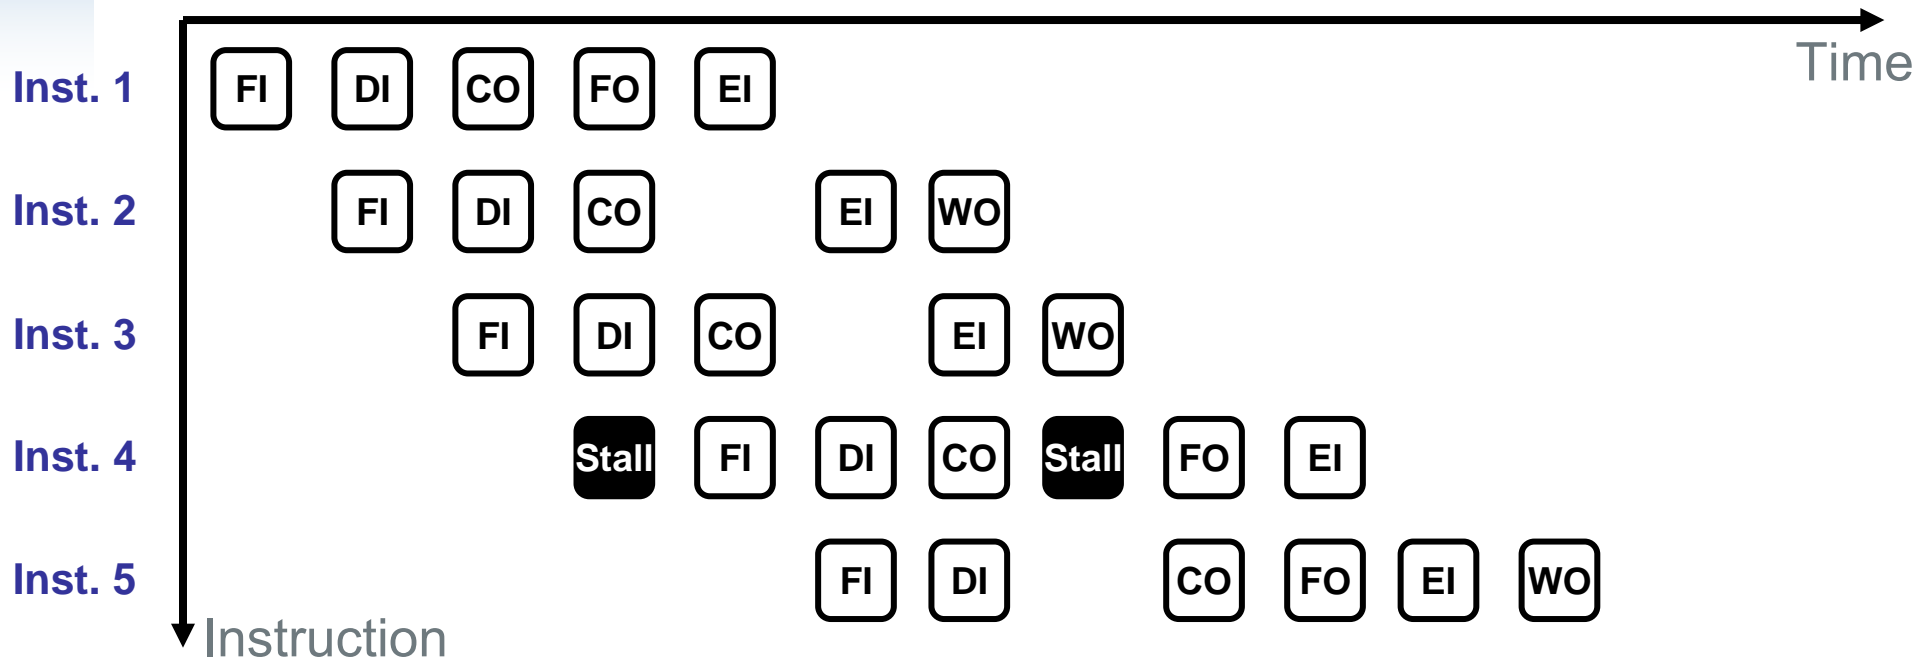 Time
Inst. 1 FI DI CO FO EI
Inst. 2 FI DI CO EI WO
Inst. 3 FI DI CO EI WO
Inst. 4 Stall FI DI CO Stall FO EI
Inst. 5 FI DI CO FO EI WO
Instruction